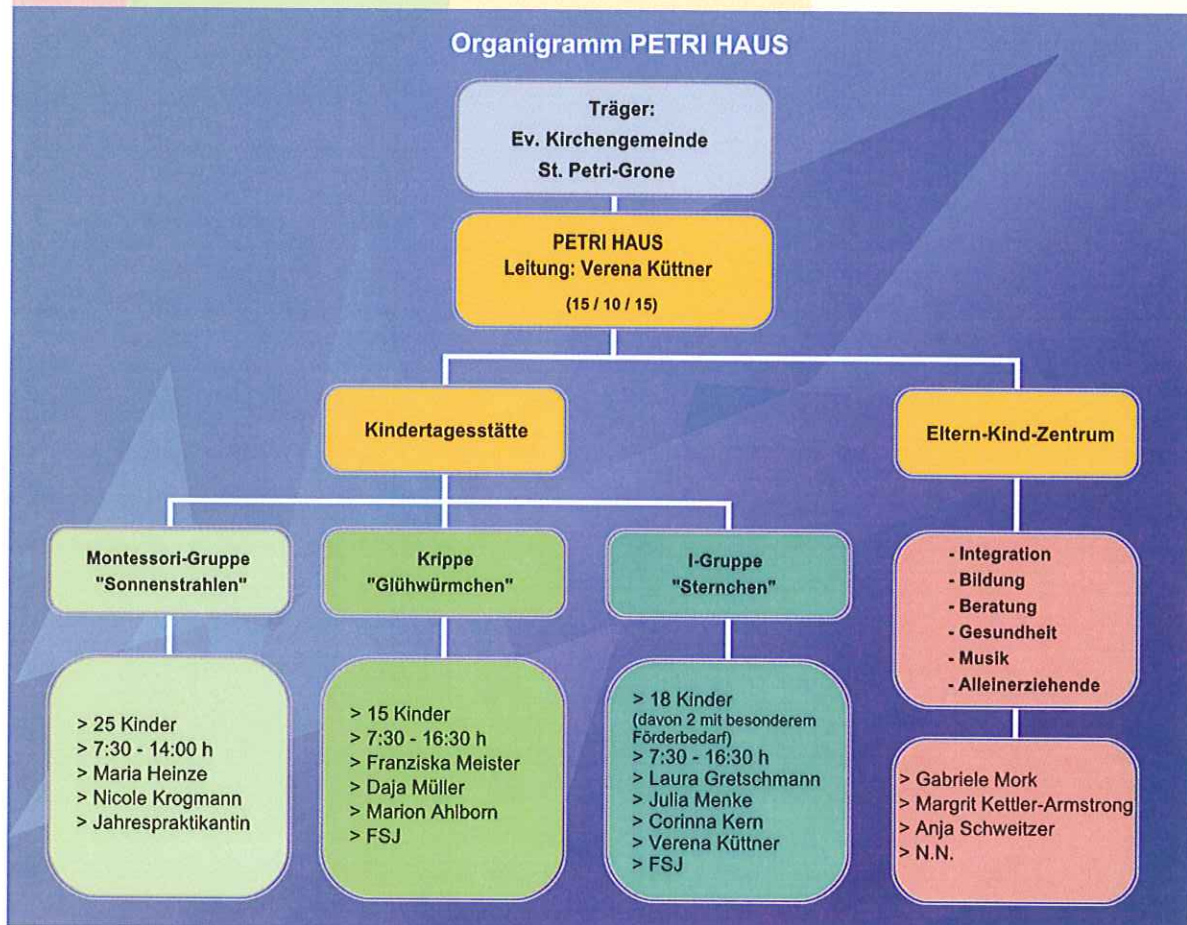 Organigramm PETRI HAUS
Träger:
Ev. Kirchengemeinde
St. Petri-Grone
PETRI HAUS
Leitung: Verena Küttner
(15 / 10 / 15)
Kindertagesstätte
Eltern-Kind-Zentrum
Montessori-Gruppe
"Sonnenstrahlen"
Krippe
"Glühwürmchen"
I-Gruppe
"Sternchen"
- Integration
- Bildung
- Beratung
- Gesundheit
- Musik
- Alleinerziehende
> 25 Kinder
> 7:30 - 14:00 h
> Maria Heinze
> Nicole Krogmann
> Jahrespraktikantin
> 15 Kinder
> 7:30 - 16:30 h
> Franziska Meister
> Daja Müller
> Marion Ahlborn
> FSJ
> 18 Kinder
(davon 2 mit besonderem
Förderbedarf)
> 7:30 - 16:30 h
> Laura Gretschmann
> Julia Menke
> Corinna Kern
> Verena Küttner
> FSJ
> Gabriele Mork
> Margrit Kettler-Armstrong
> Anja Schweitzer
> N.N.